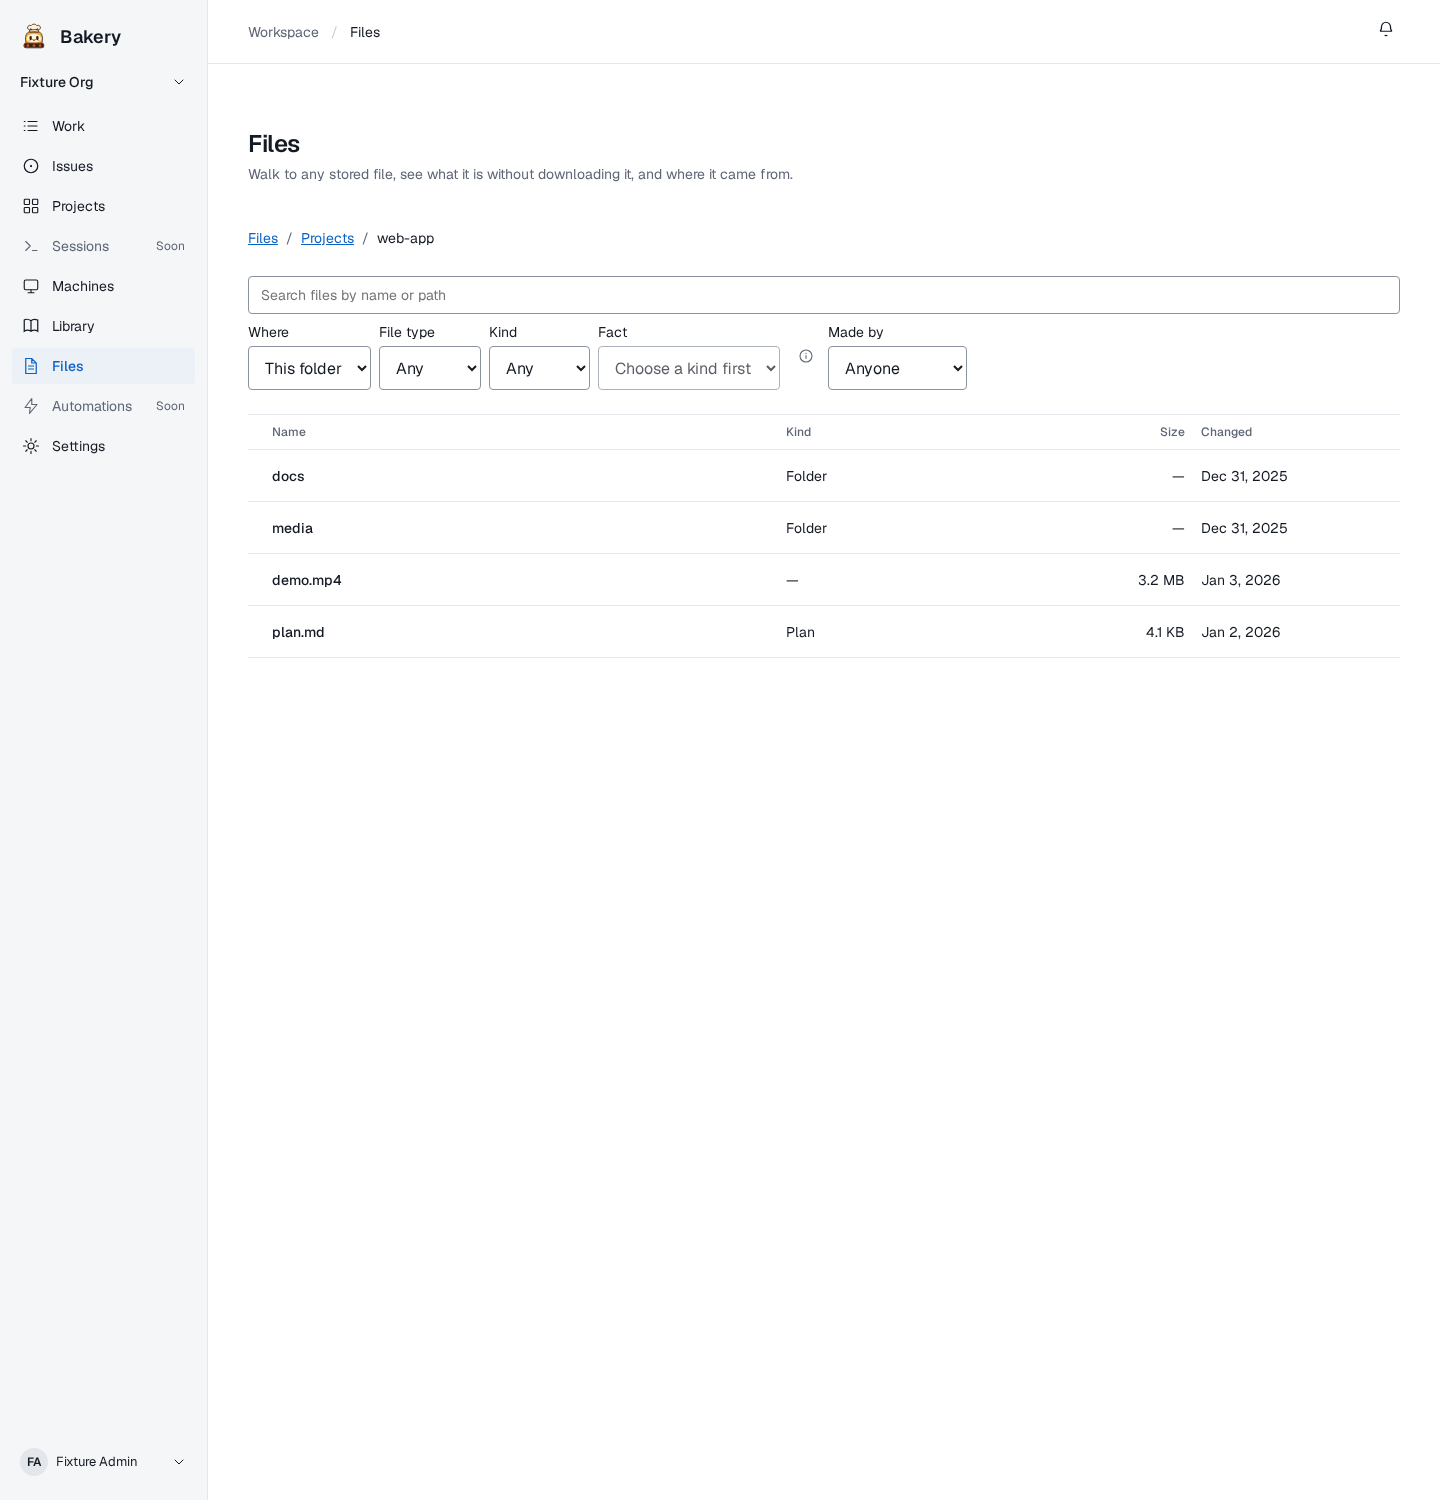 Bakery
Fixture Org
Work
Issues
Projects
Sessions Soon
Machines
Library
Files
Automations Soon
Settings
FA Fixture Admin
Workspace / Files
Files
Walk to any stored file, see what it is without downloading it, and where it came from.
Files / Projects / web-app
Search files by name or path
Where File type Kind Fact Made by
This folder Any Any Choose a kind first Anyone
Name Kind Size Changed
docs Folder — Dec 31, 2025
media Folder — Dec 31, 2025
demo.mp4 — 3.2 MB Jan 3, 2026
plan.md Plan 4.1 KB Jan 2, 2026